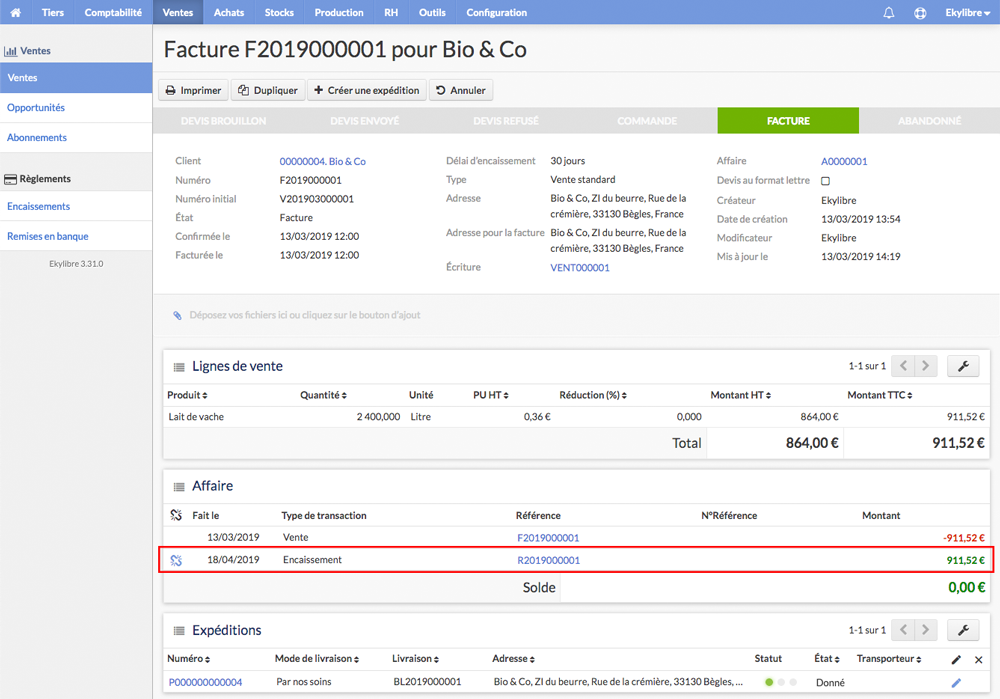 Tiers Comptabilité Ventes Achats Stocks Production RH Outils Configuration Ekylibre
Ventes
Ventes
Opportunités
Abonnements
Règlements
Encaissements
Remises en banque
Ekylibre 3.31.0
Facture F2019000001 pour Bio & Co
Imprimer Dupliquer Créer une expédition Annuler
DEVIS BROUILLON DEVIS ENVOYÉ DEVIS REFUSÉ COMMANDE FACTURE ABANDONNÉ
Client 00000004. Bio & Co
Numéro F2019000001
Numéro initial V201903000001
État Facture
Confirmée le 13/03/2019 12:00
Facturée le 13/03/2019 12:00
Délai d'encaissement 30 jours
Type Vente standard
Adresse Bio & Co, ZI du beurre, Rue de la
crémière, 33130 Bègles, France
Adresse pour la facture Bio & Co, ZI du beurre, Rue de la
crémière, 33130 Bègles, France
Écriture VENT000001
Affaire A0000001
Devis au format lettre
Créateur Ekylibre
Date de création 13/03/2019 13:54
Modificateur Ekylibre
Mis à jour le 13/03/2019 14:19
Déposez vos fichiers ici ou cliquez sur le bouton d'ajout
Lignes de vente 1-1 sur 1
Produit Quantité Unité PU HT Réduction (%) Montant HT Montant TTC
Lait de vache 2 400,000 Litre 0,36 € 0,000 864,00 € 911,52 €
Total 864,00 € 911,52 €
Affaire
Fait le Type de transaction Référence N°Référence Montant
13/03/2019 Vente F2019000001 -911,52 €
18/04/2019 Encaissement R2019000001 911,52 €
Solde 0,00 €
Expéditions 1-1 sur 1
Numéro Mode de livraison Livraison Adresse Statut État Transporteur
P000000000004 Par nos soins BL2019000001 Bio & Co, ZI du beurre, Rue de la crémière, 33130 Bègles, ... Donné